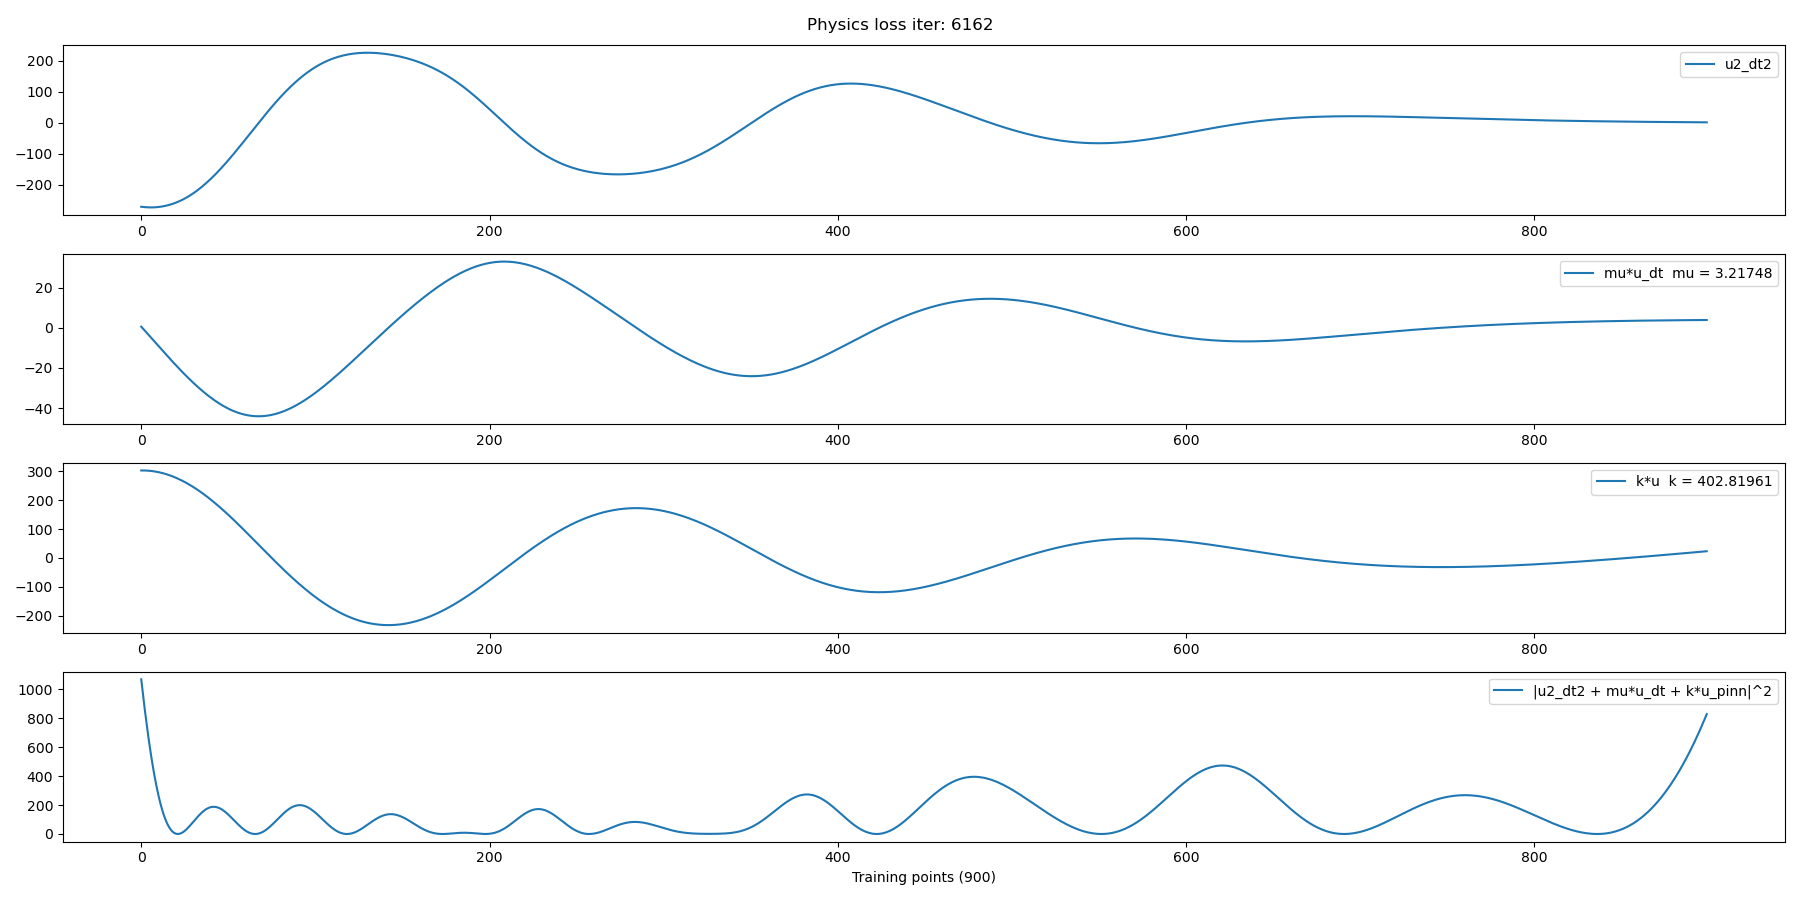 Physics loss iter: 6162
200
100
0
−100
−200
u2_dt2
0 200 400 600 800
20
0
−20
−40
mu*u_dt  mu = 3.21748
0 200 400 600 800
300
200
100
0
−100
−200
k*u  k = 402.81961
0 200 400 600 800
1000
800
600
400
200
0
|u2_dt2 + mu*u_dt + k*u_pinn|^2
0 200 400 600 800
Training points (900)